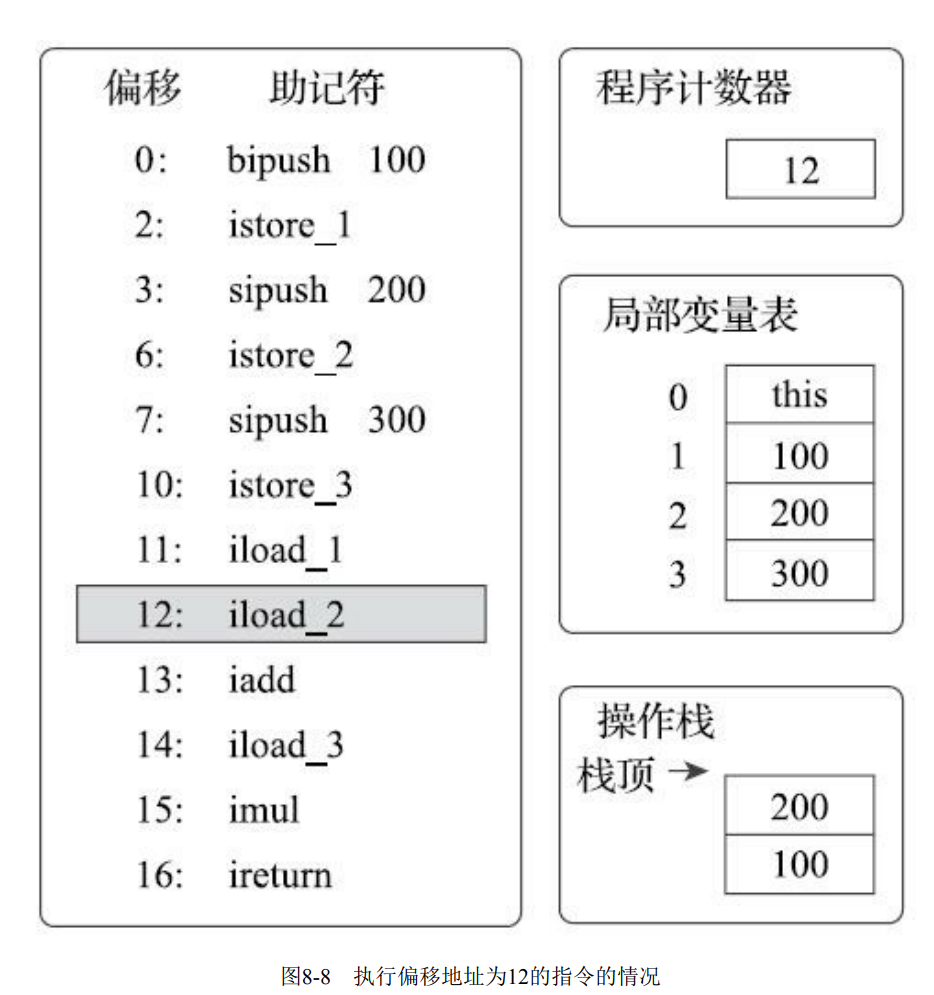 偏移 助记符
0: bipush 100
2: istore_1
3: sipush 200
6: istore_2
7: sipush 300
10: istore_3
11: iload_1
12: iload_2
13: iadd
14: iload_3
15: imul
16: ireturn
程序计数器
12
局部变量表
0 this
1 100
2 200
3 300
操作栈
栈顶
200
100
图8-8 执行偏移地址为12的指令的情况